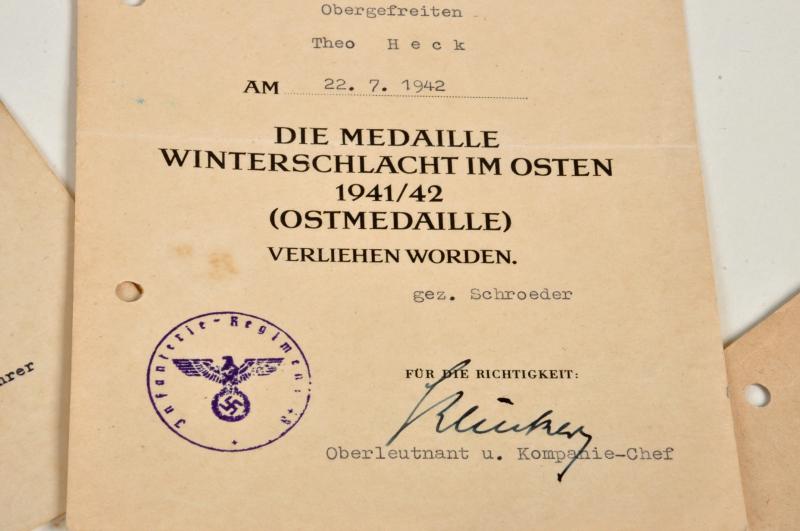 Obergefreiten
Theo Heck
AM 22. 7. 1942
DIE MEDAILLE
WINTERSCHLACHT IM OSTEN
1941/42
(OSTMEDAILLE)
VERLIEHEN WORDEN.
gez. Schroeder
Infanterie-Regiment
FÜR DIE RICHTIGKEIT:
Oberleutnant u. Kompanie-Chef